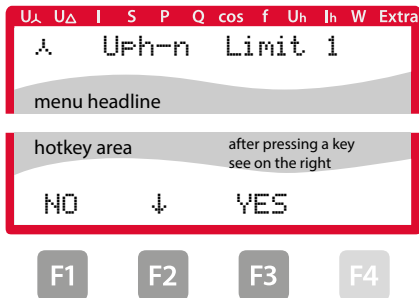 U⅄ U△ I S P Q cos f Uh Ih W Extra
⅄ UPh-n Limit 1
menu headline
hotkey area
after pressing a key
see on the right
NO ↓ YES
F1 F2 F3 F4